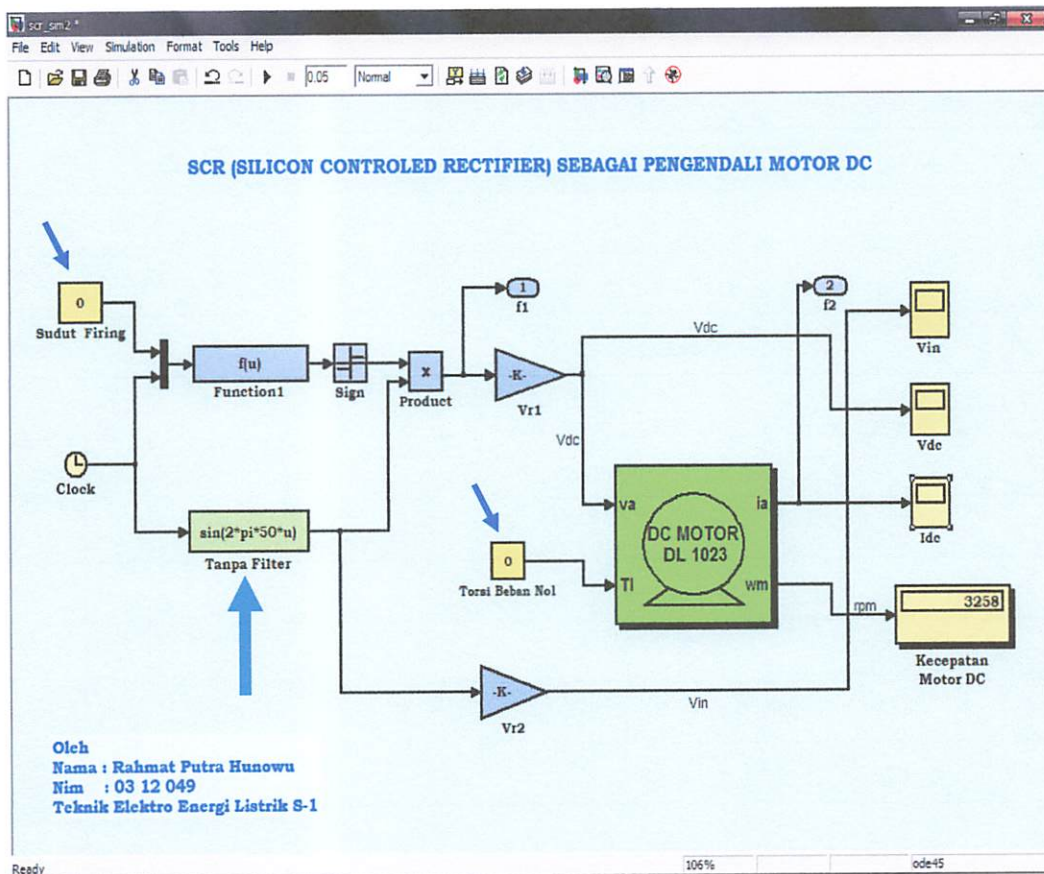 scr_sim2 *
File Edit View Simulation Format Tools Help
0.05 Normal
SCR (SILICON CONTROLED RECTIFIER) SEBAGAI PENGENDALI MOTOR DC
0
Sudut Firing
f(u)
Function1
Sign
x
Product
1
f1
-K-
Vr1
Vdc
Vdc
2
f2
Vin
Vdc
Idc
Clock
sin(2*pi*50*u)
Tanpa Filter
0
Torsi Beban Nol
va
Tl
DC MOTOR
DL 1023
ia
wm
rpm
3258
Kecepatan
Motor DC
-K-
Vr2
Vin
Oleh
Nama : Rahmat Putra Hunowu
Nim : 03 12 049
Teknik Elektro Energi Listrik S-1
Ready 106% ode45